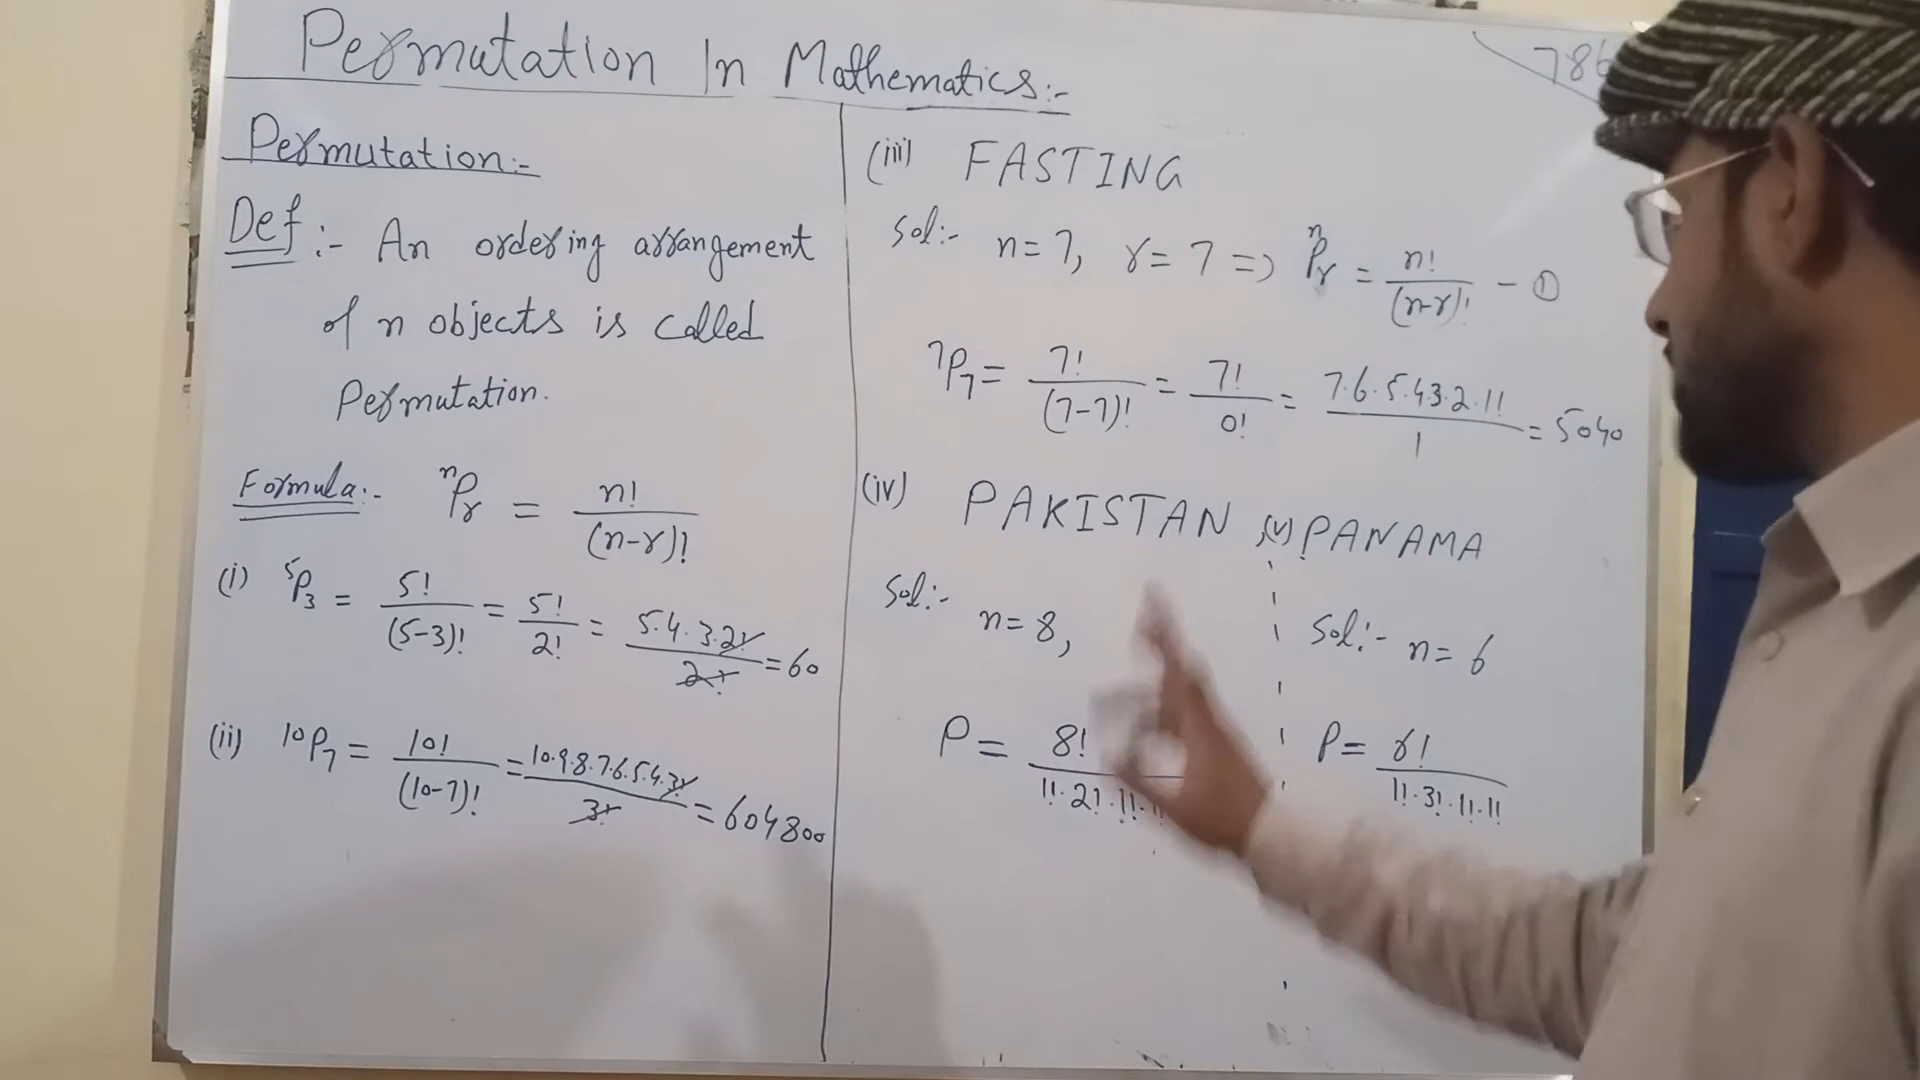 Permutation In Mathematics:-
786
Permutation:-
Def:- An ordering arrangement
of n objects is called
Permutation.
Formula:- ⁿPᵣ = n!/(n-r)!
(i) ⁵P₃ = 5!/(5-3)! = 5!/2! = 5.4.3.2!/2! = 60
(ii) ¹⁰P₇ = 10!/(10-7)! = 10.9.8.7.6.5.4.3!/3! = 604800
(iii) FASTING
Sol:- n=7, r=7 => ⁿPᵣ = n!/(n-r)! - ①
⁷P₇ = 7!/(7-7)! = 7!/0! = 7.6.5.4.3.2.1!/1 = 5040
(iv) PAKISTAN ,(v) PANAMA
Sol:- n=8,
P = 8!/1!.2!.1!.
Sol:- n=6
P = 6!/1!.3!.1!.1!